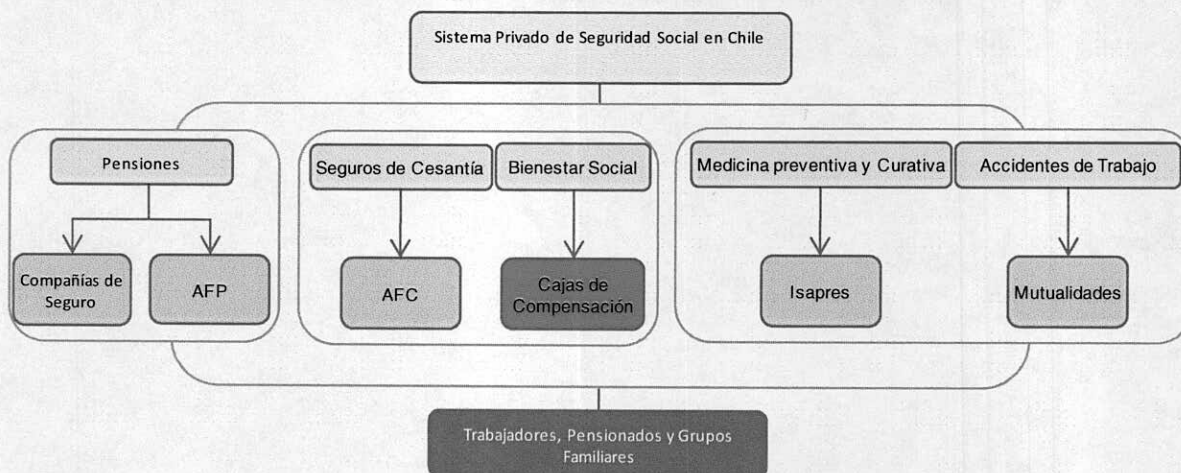 Sistema Privado de Seguridad Social en Chile
Pensiones
Seguros de Cesantía
Bienestar Social
Medicina preventiva y Curativa
Accidentes de Trabajo
Compañías de
Seguro
AFP
AFC
Cajas de
Compensación
Isapres
Mutualidades
Trabajadores, Pensionados y Grupos
Familiares